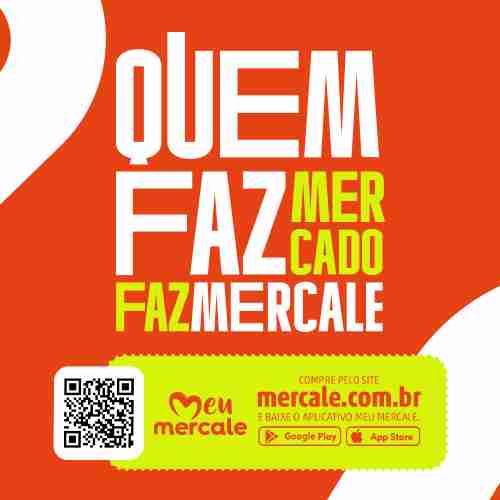 QUEM
FAZ MER
CADO
FAZMERCALE
Meu
mercale
COMPRE PELO SITE
mercale.com.br
E BAIXE O APLICATIVO MEU MERCALE.
Google Play
App Store